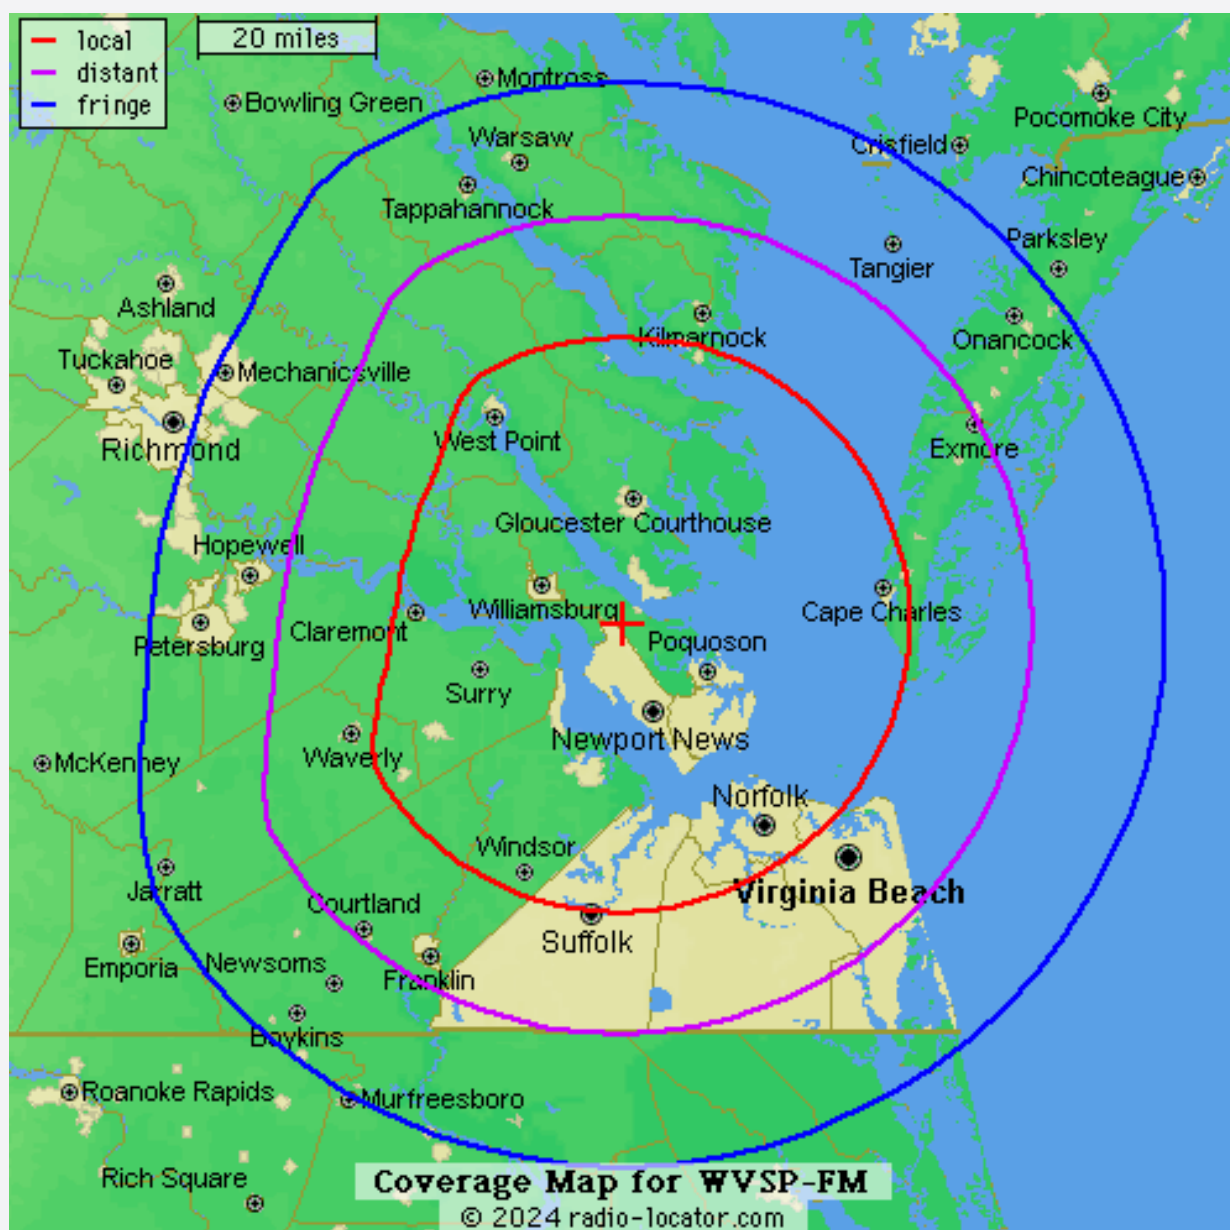 local
20 miles
distant
fringe
Montross
Bowling Green
Pocomoke City
Warsaw
Crisfield
Chincoteague
Tappahannock
Parksley
Tangier
Ashland
Kilmarnock
Onancock
Tuckahoe
Mechanicsville
Richmond
West Point
Exmore
Gloucester Courthouse
Hopewell
Williamsburg
Cape Charles
Claremont
Petersburg
Poquoson
Surry
Newport News
Waverly
McKenney
Norfolk
Windsor
Jarratt
Virginia Beach
Courtland
Suffolk
Emporia
Newsoms
Franklin
Boykins
Roanoke Rapids
Murfreesboro
Rich Square
Coverage Map for WVSP-FM
© 2024 radio-locator.com